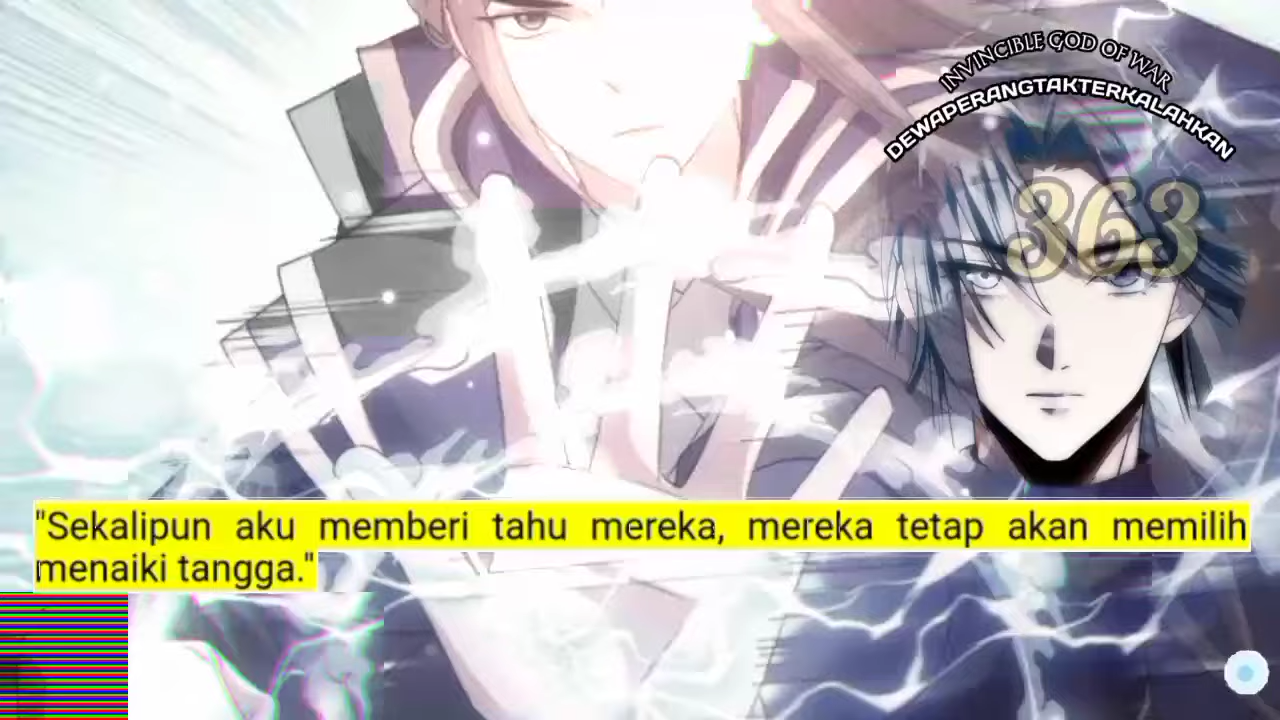 INVINCIBLE GOD OF WAR
DEWAPERANGTAKTERKALAHKAN
363
"Sekalipun aku memberi tahu mereka, mereka tetap akan memilih
menaiki tangga."